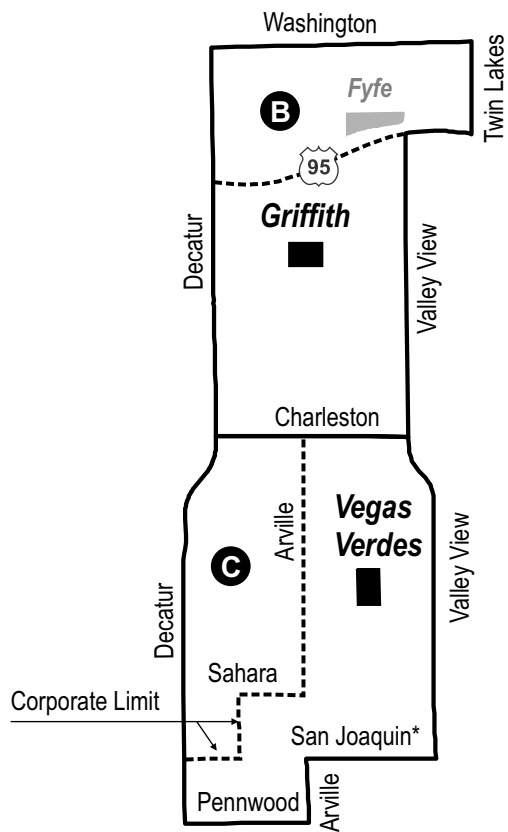 Washington
Twin Lakes
Fyfe
B
95
Griffith
Decatur
Valley View
Charleston
Vegas
Verdes
Arville
C
Valley View
Decatur
Sahara
Corporate Limit
San Joaquin*
Arville
Pennwood